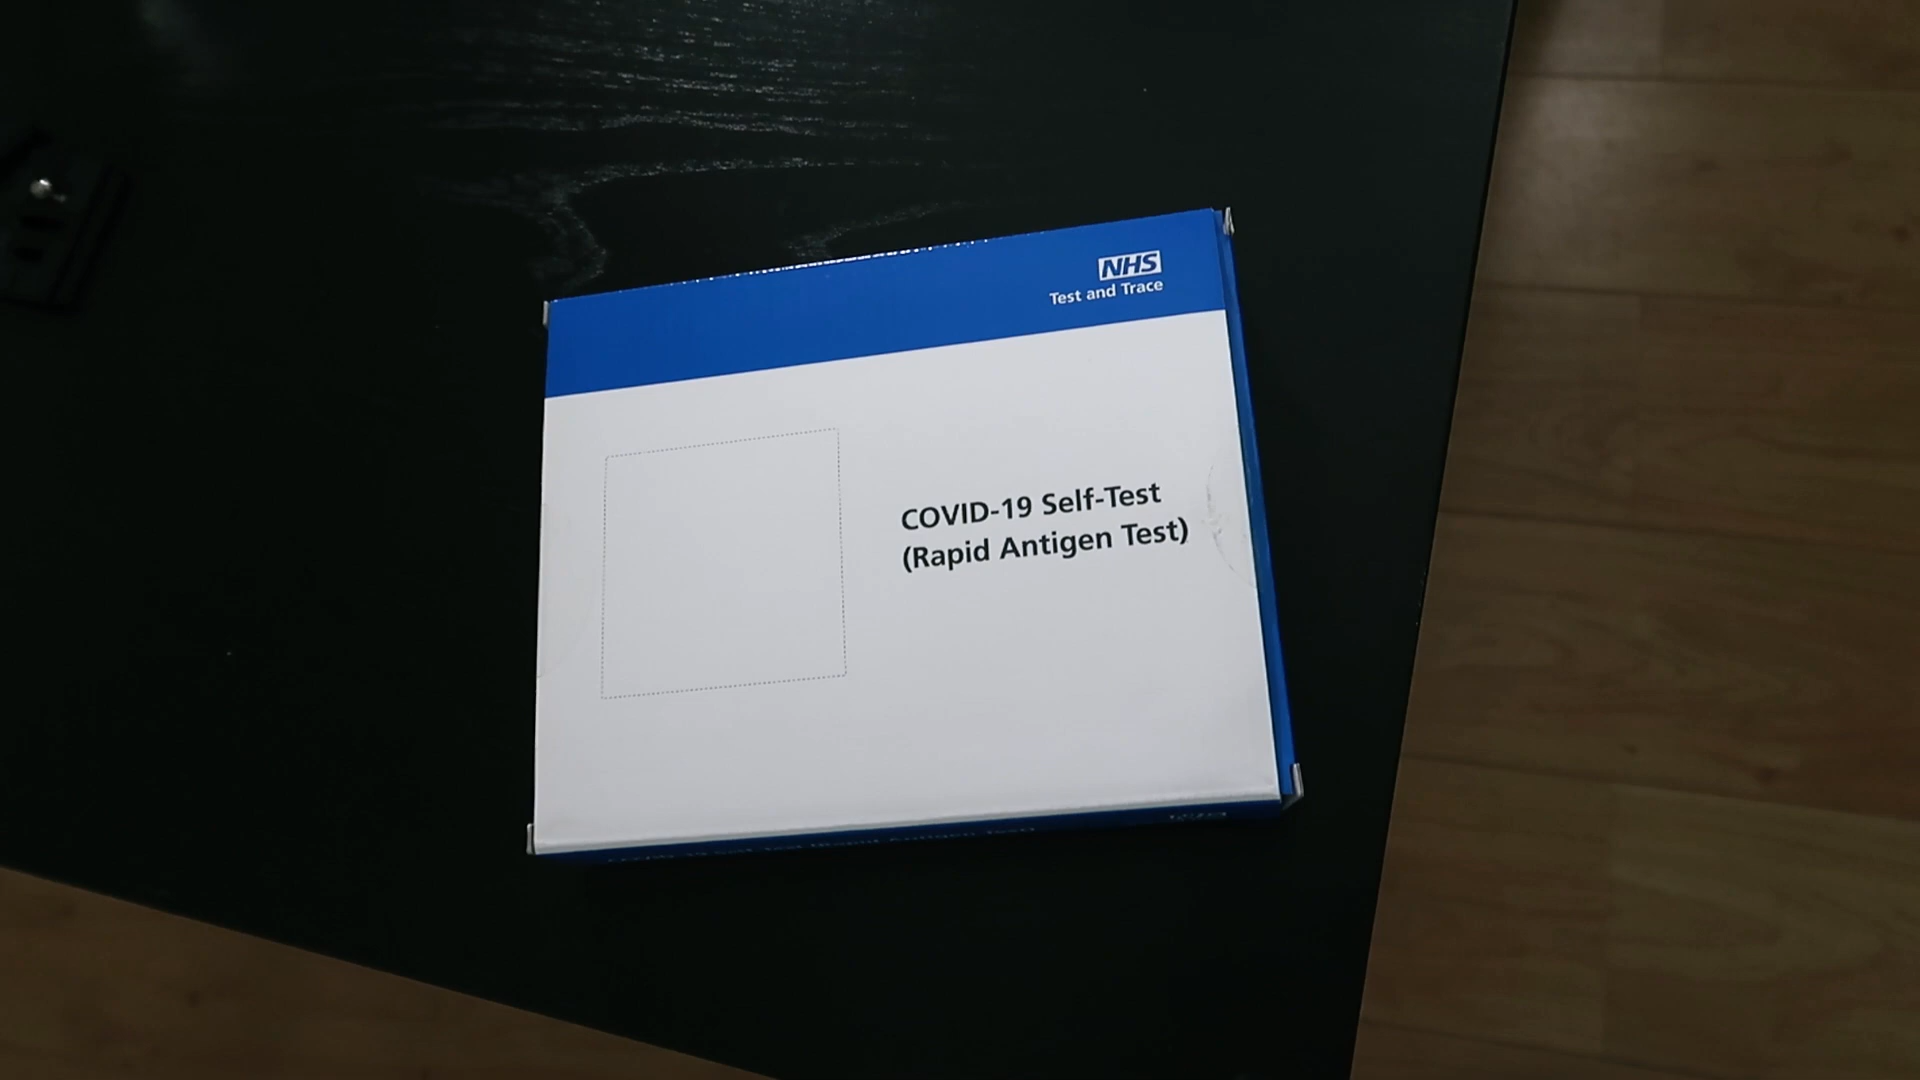 NHS
Test and Trace
COVID-19 Self-Test
(Rapid Antigen Test)